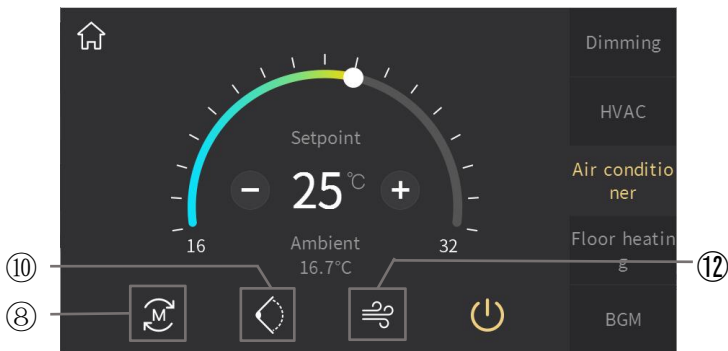 Dimming
HVAC
Setpoint
− 25 °C +
Air conditio
ner
16
Ambient
32
Floor heatin
g
16.7°C
⑩
⑫
⑧
M
BGM